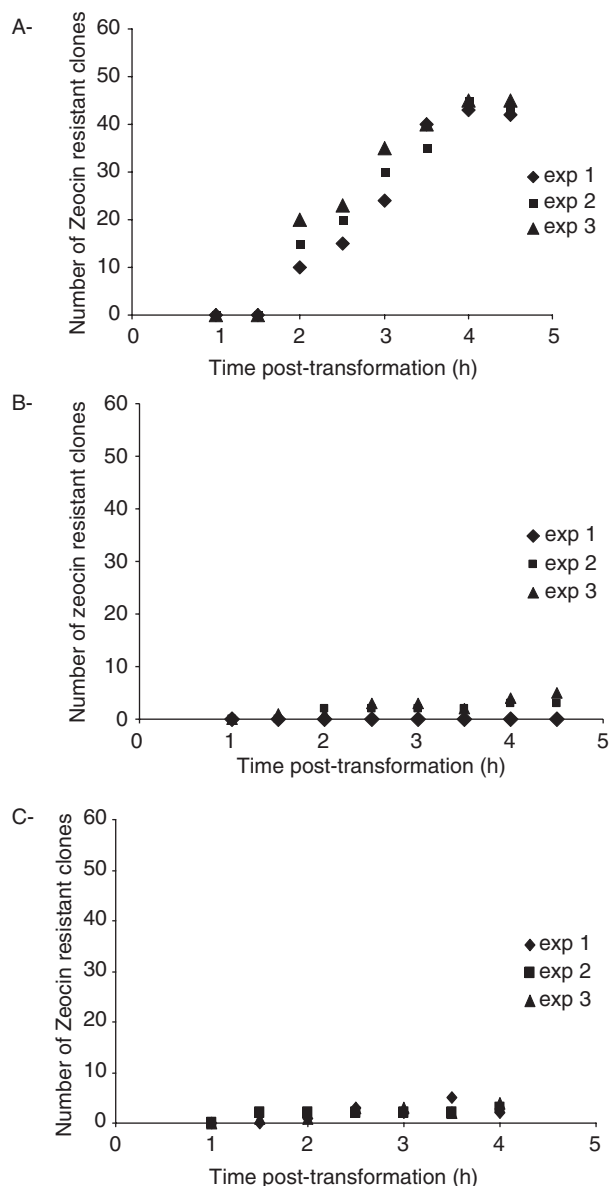 A-
Number of Zeocin resistant clones
60
50
40
30
20
10
0
0 1 2 3 4 5
Time post-transformation (h)
exp 1
exp 2
exp 3
B-
Number of zeocin resistant clones
60
50
40
30
20
10
0
0 1 2 3 4 5
Time post-transformation (h)
exp 1
exp 2
exp 3
C-
Number of Zeocin resistant clones
60
50
40
30
20
10
0
0 1 2 3 4 5
Time post-transformation (h)
exp 1
exp 2
exp 3